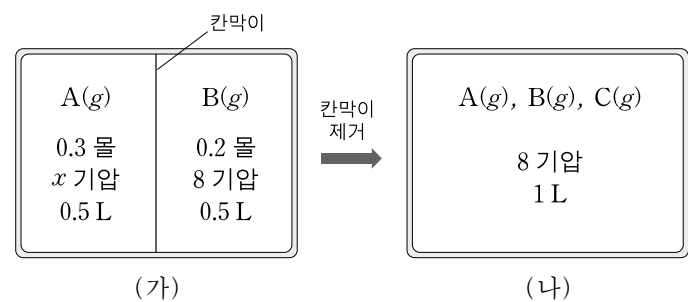 칸막이
A(g)
0.3 몰
x 기압
0.5 L
B(g)
0.2 몰
8 기압
0.5 L
(가)
칸막이
제거
A(g), B(g), C(g)
8 기압
1 L
(나)